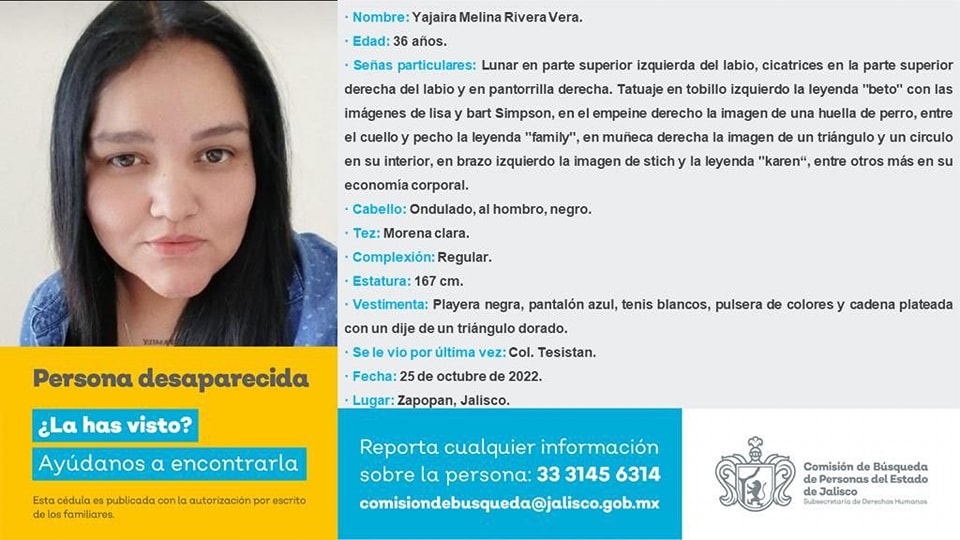 · Nombre: Yajaira Melina Rivera Vera.
· Edad: 36 años.
· Señas particulares: Lunar en parte superior izquierda del labio, cicatrices en la parte superior
derecha del labio y en pantorrilla derecha. Tatuaje en tobillo izquierdo la leyenda "beto" con las
imágenes de lisa y bart Simpson, en el empeine derecho la imagen de una huella de perro, entre
el cuello y pecho la leyenda "family", en muñeca derecha la imagen de un triángulo y un circulo
en su interior, en brazo izquierdo la imagen de stich y la leyenda "karen“, entre otros más en su
economía corporal.
· Cabello: Ondulado, al hombro, negro.
· Tez: Morena clara.
· Complexión: Regular.
· Estatura: 167 cm.
· Vestimenta: Playera negra, pantalón azul, tenis blancos, pulsera de colores y cadena plateada
con un dije de un triángulo dorado.
· Se le vio por última vez: Col. Tesistan.
· Fecha: 25 de octubre de 2022.
· Lugar: Zapopan, Jalisco.
Persona desaparecida
¿La has visto?
Ayúdanos a encontrarla
Esta cédula es publicada con la autorización por escrito
de los familiares.
Reporta cualquier información
sobre la persona: 33 3145 6314
comisiondebusqueda@jalisco.gob.mx
Comisión de Búsqueda
de Personas del Estado
de Jalisco
Subsecretaría de Derechos Humanos